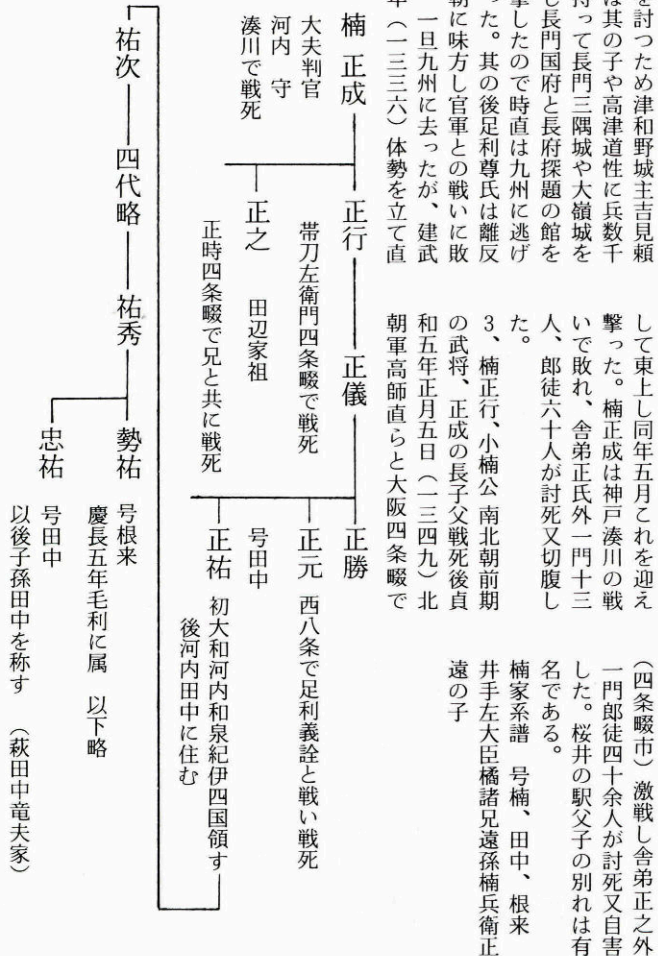 を討つため津和野城主吉見頼
は其の子や高津道性に兵数千
持って長門三隅城や大嶺城を
し長門国府と長府探題の館を
撃したので時直は九州に逃げ
った。其の後足利尊氏は離反
朝に味方し官軍との戦いに敗
一旦九州に去ったが、建武
年（一三三六）体勢を立て直
して東上し同年五月これを迎え
撃った。楠正成は神戸湊川の戦
いで敗れ、舎弟正氏外一門十三
人、郎徒六十人が討死又切腹し
た。
3、楠正行、小楠公 南北朝前期
の武将、正成の長子父戦死後貞
和五年正月五日（一三四九）北
朝軍高師直らと大阪四条畷で
（四条畷市）激戦し舎弟正之外
一門郎徒四十余人が討死又自害
した。桜井の駅父子の別れは有
名である。
楠家系譜 号楠、田中、根来
井手左大臣橘諸兄遠孫楠兵衛正
遠の子
楠 正成
大夫判官
河内 守
湊川で戦死
正行
帯刀左衛門四条畷で戦死
正之 田辺家祖
正時四条畷で兄と共に戦死
正儀
正勝
正元 西八条で足利義詮と戦い戦死
号田中
正祐 初大和河内和泉紀伊四国領す
後河内田中に住む
祐次
四代略
祐秀
勢祐 号根来
慶長五年毛利に属 以下略
忠祐 号田中
以後子孫田中を称す （萩田中竜夫家）